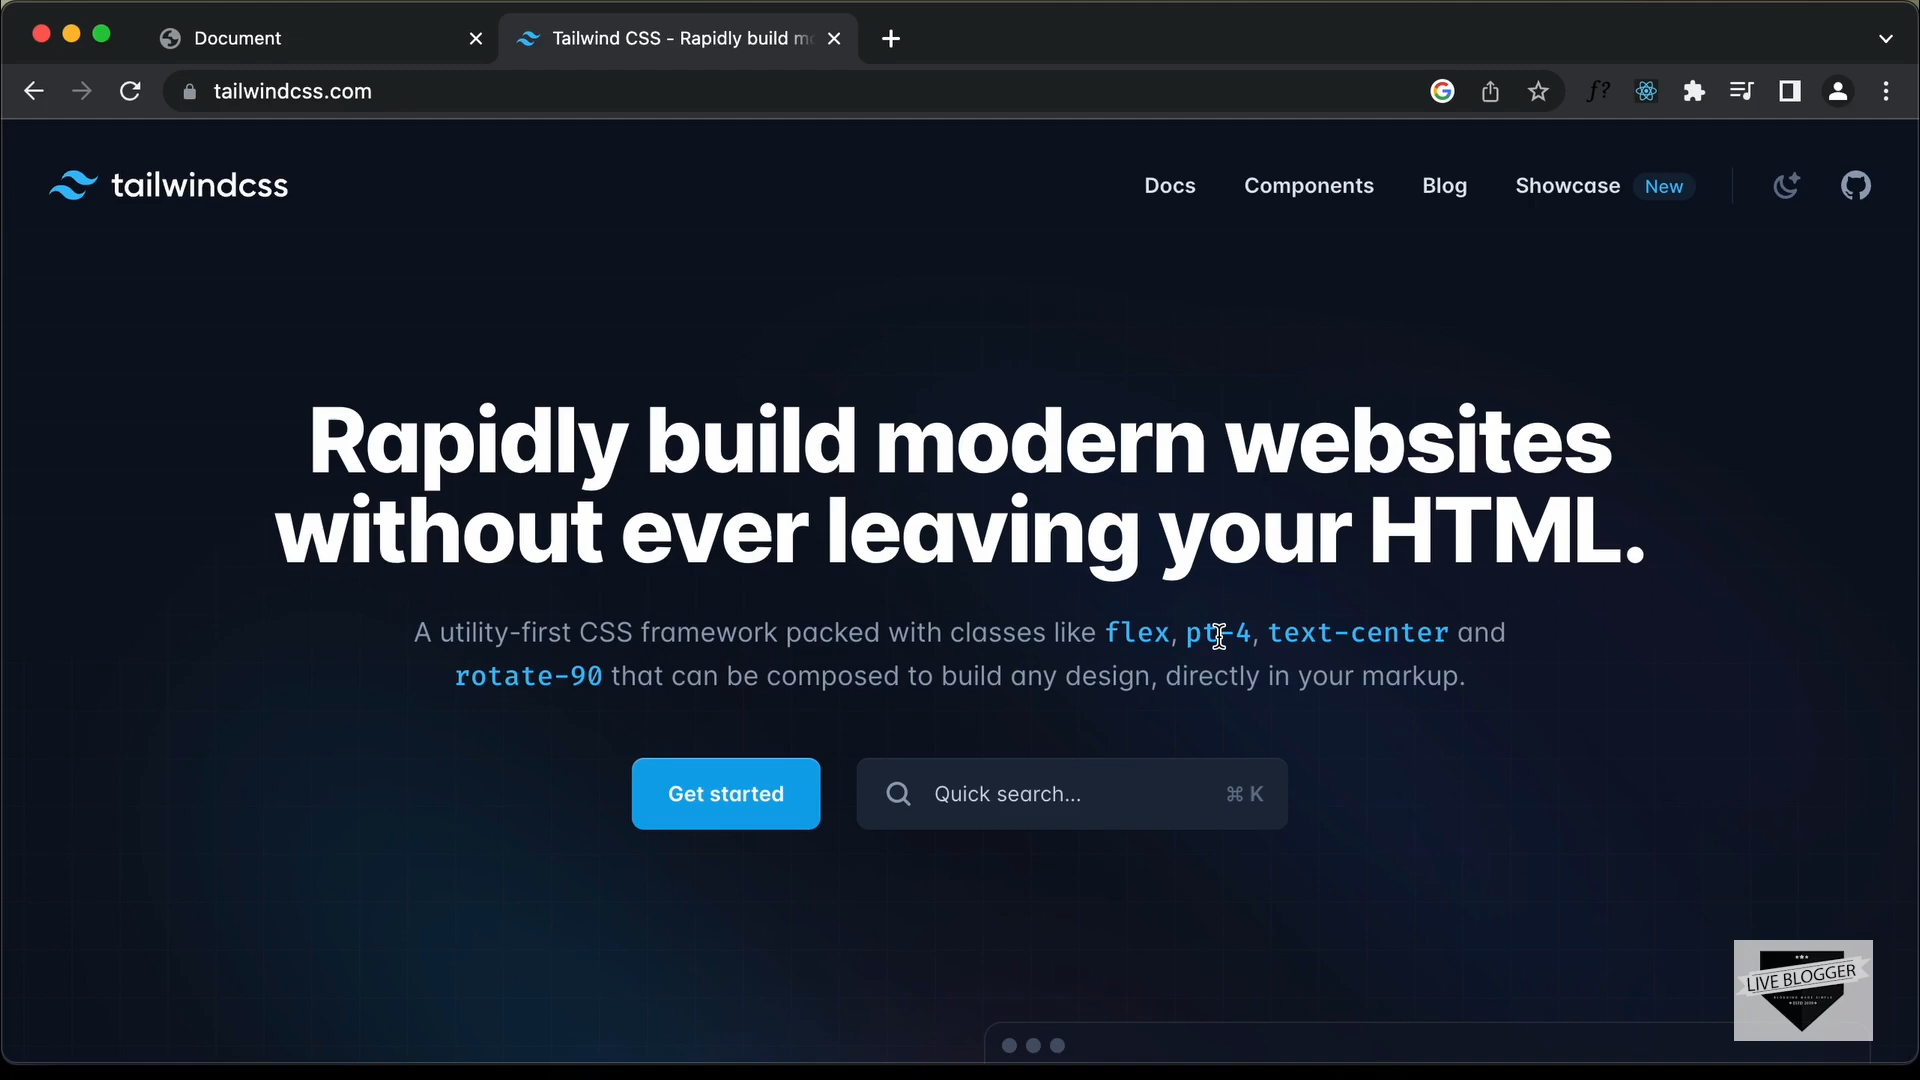 Document
Tailwind CSS - Rapidly build m
tailwindcss.com
f?
tailwindcss
Docs
Components
Blog
Showcase
New
Rapidly build modern websites
without ever leaving your HTML.
A utility-first CSS framework packed with classes like flex, pt-4, text-center and
rotate-90 that can be composed to build any design, directly in your markup.
Get started
Quick search...
⌘ K
LIVE BLOGGER